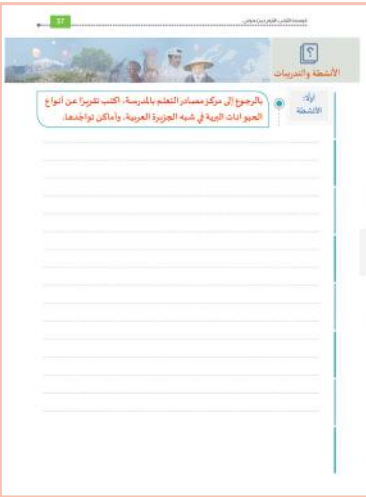 37
الأنشطة والتدريبات
أولًا:
الأنشطة
بالرجوع إلى مركز مصادر التعلم بالمدرسة، اكتب تقريرًا عن أنواع
الحيوانات البرية في شبه الجزيرة العربية، وأماكن تواجدها.